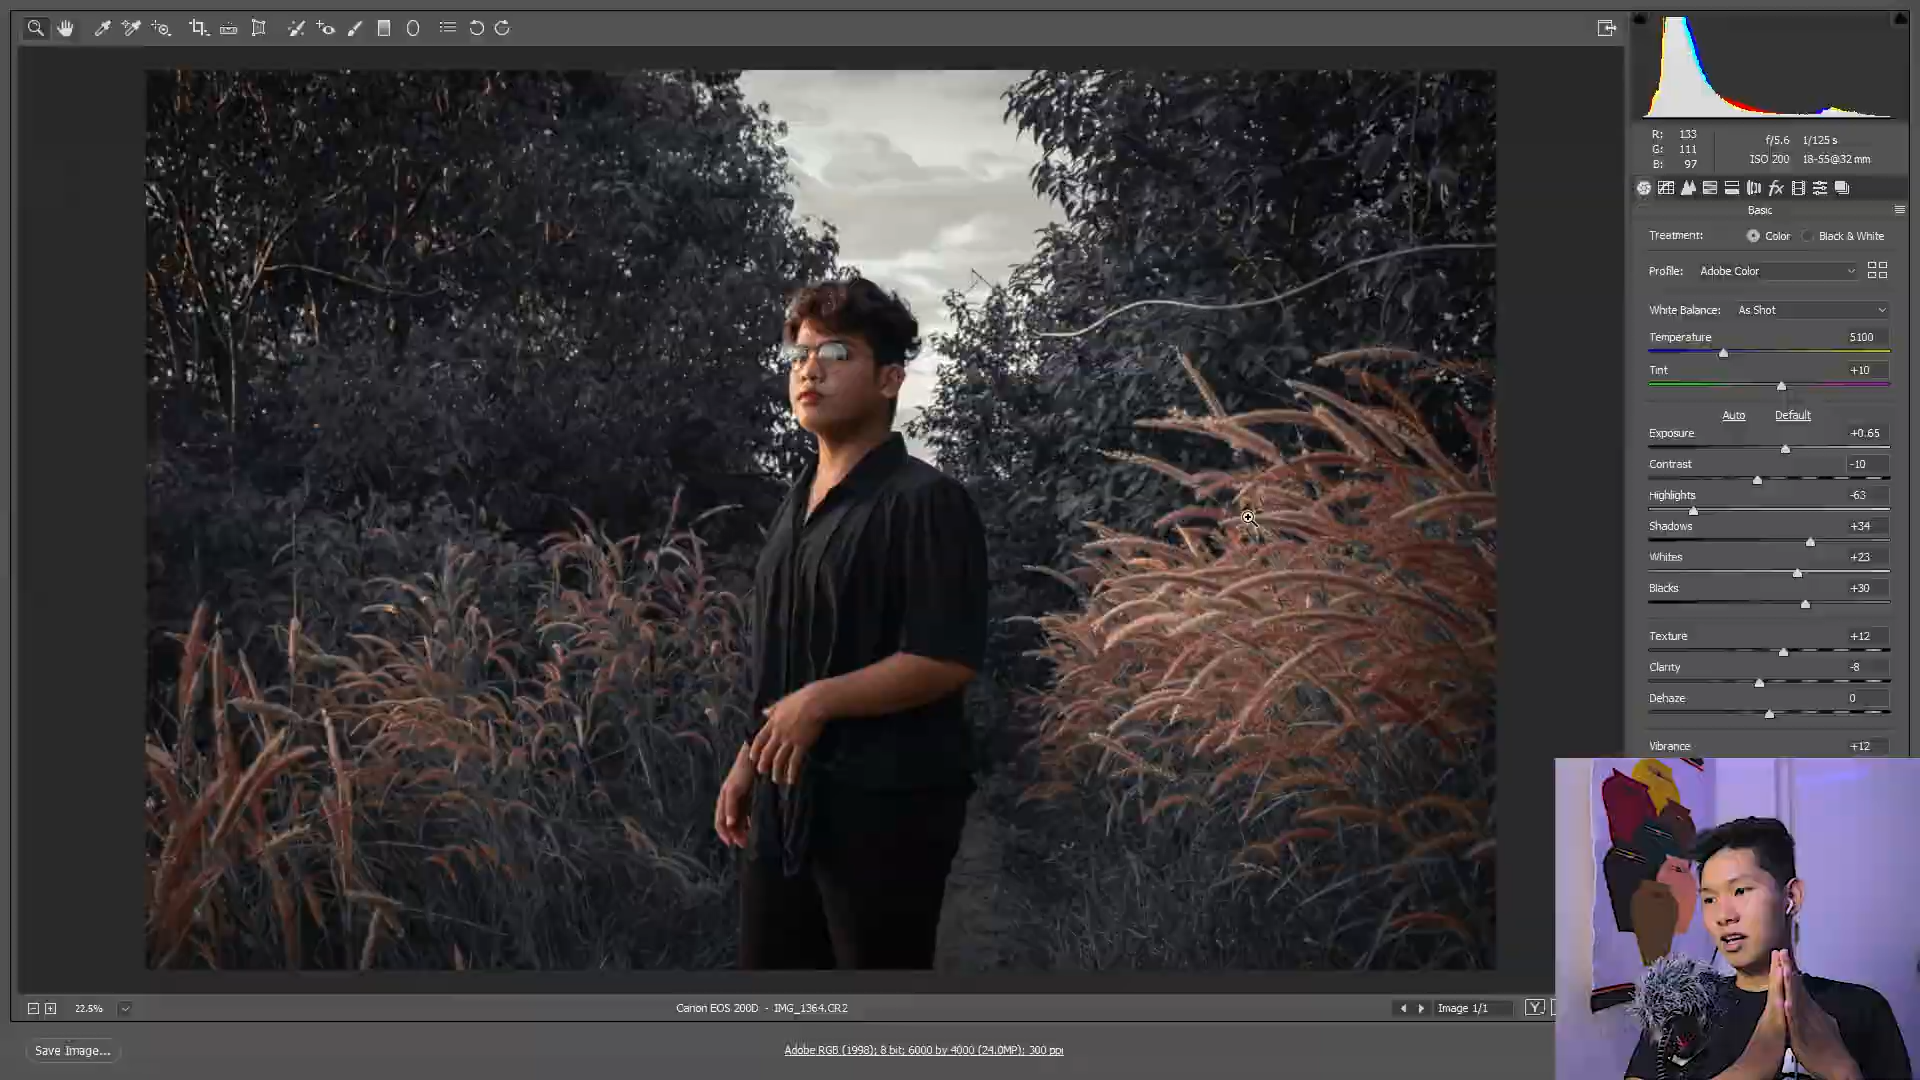 R: 133
G: 111
B: 97
f/5.6 1/125 s
ISO 200 18-55@32 mm
fx
Basic
Treatment: Color Black & White
Profile: Adobe Color
White Balance: As Shot
Temperature 5100
Tint +10
Auto Default
Exposure +0.65
Contrast -10
Highlights -63
Shadows +34
Whites +23
Blacks +30
Texture +12
Clarity -8
Dehaze 0
Vibrance +12
22.5%
Canon EOS 200D - IMG_1364.CR2
Image 1/1
Y
Save Image...
Adobe RGB (1998); 8 bit; 6000 by 4000 (24.0MP); 300 ppi